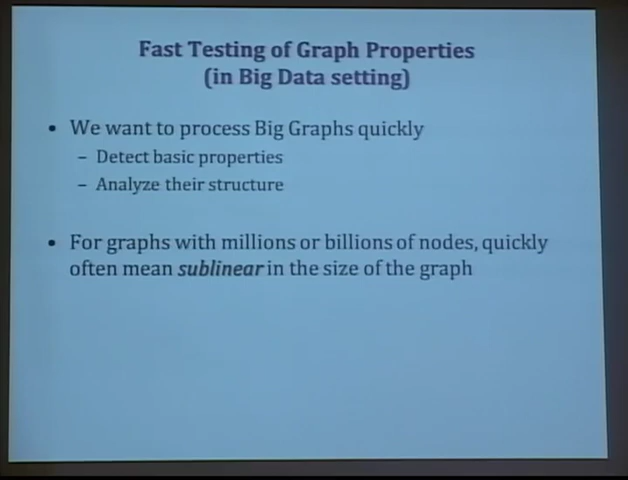 Fast Testing of Graph Properties
(in Big Data setting)
• We want to process Big Graphs quickly
– Detect basic properties
– Analyze their structure
• For graphs with millions or billions of nodes, quickly
often mean sublinear in the size of the graph